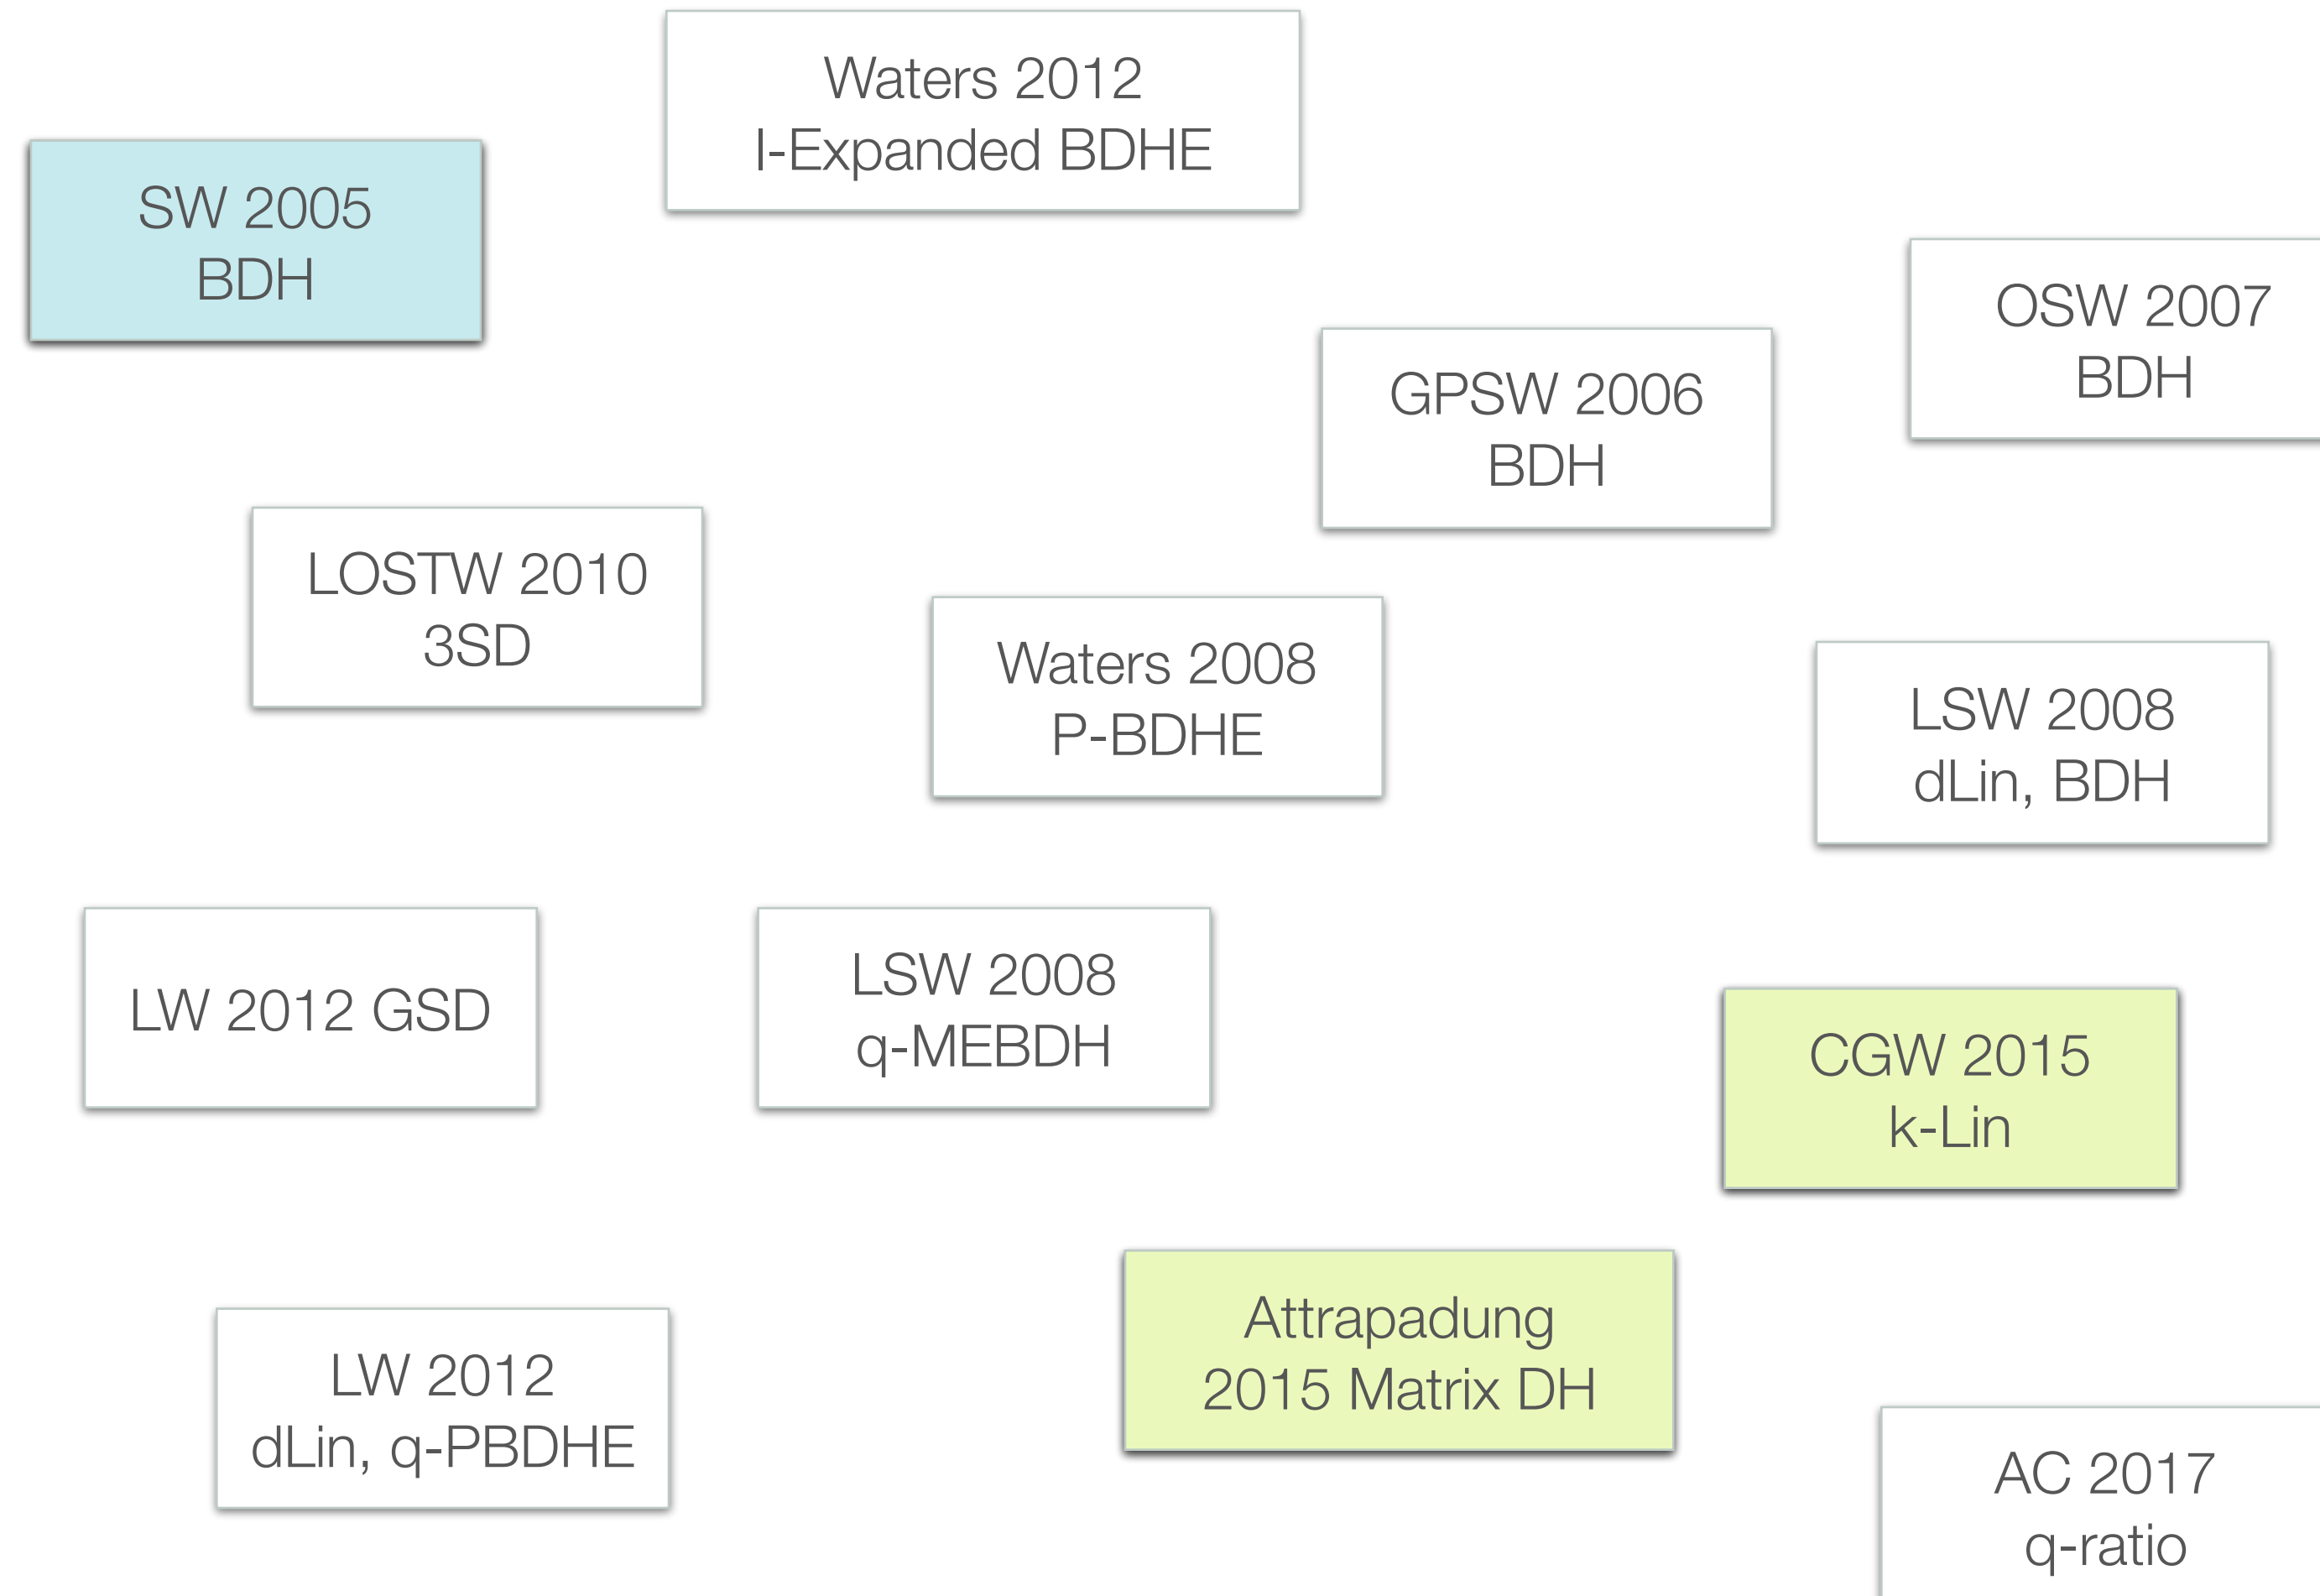 Waters 2012
l-Expanded BDHE
SW 2005
BDH
OSW 2007
BDH
GPSW 2006
BDH
LOSTW 2010
3SD
Waters 2008
P-BDHE
LSW 2008
dLin, BDH
LW 2012 GSD
LSW 2008
q-MEBDH
CGW 2015
k-Lin
Attrapadung
2015 Matrix DH
LW 2012
dLin, q-PBDHE
AC 2017
q-ratio